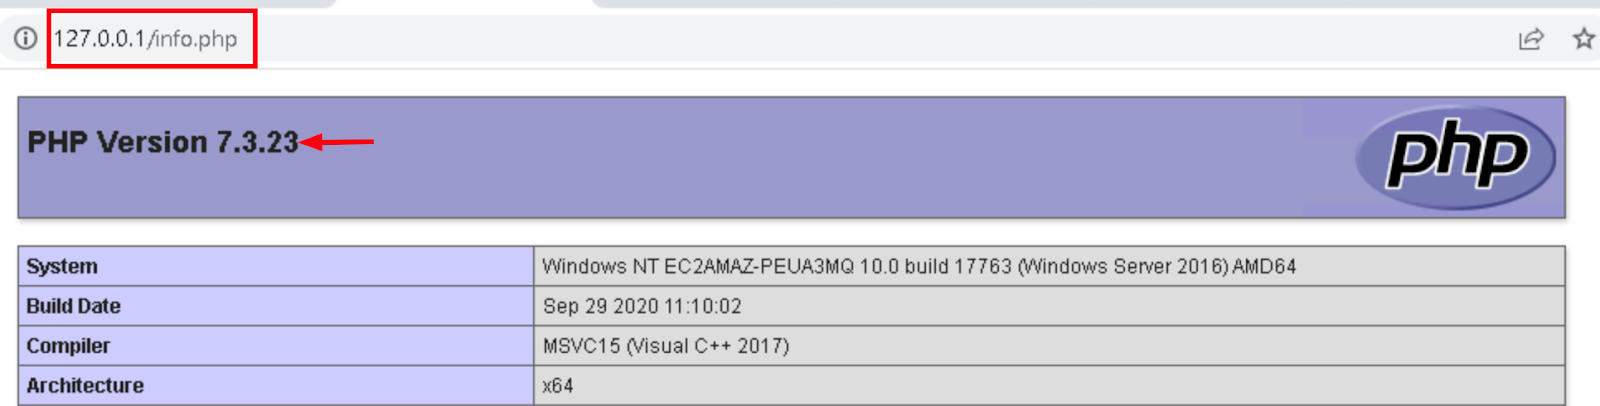 127.0.0.1/info.php
PHP Version 7.3.23
php
System Windows NT EC2AMAZ-PEUA3MQ 10.0 build 17763 (Windows Server 2016) AMD64
Build Date Sep 29 2020 11:10:02
Compiler MSVC15 (Visual C++ 2017)
Architecture x64